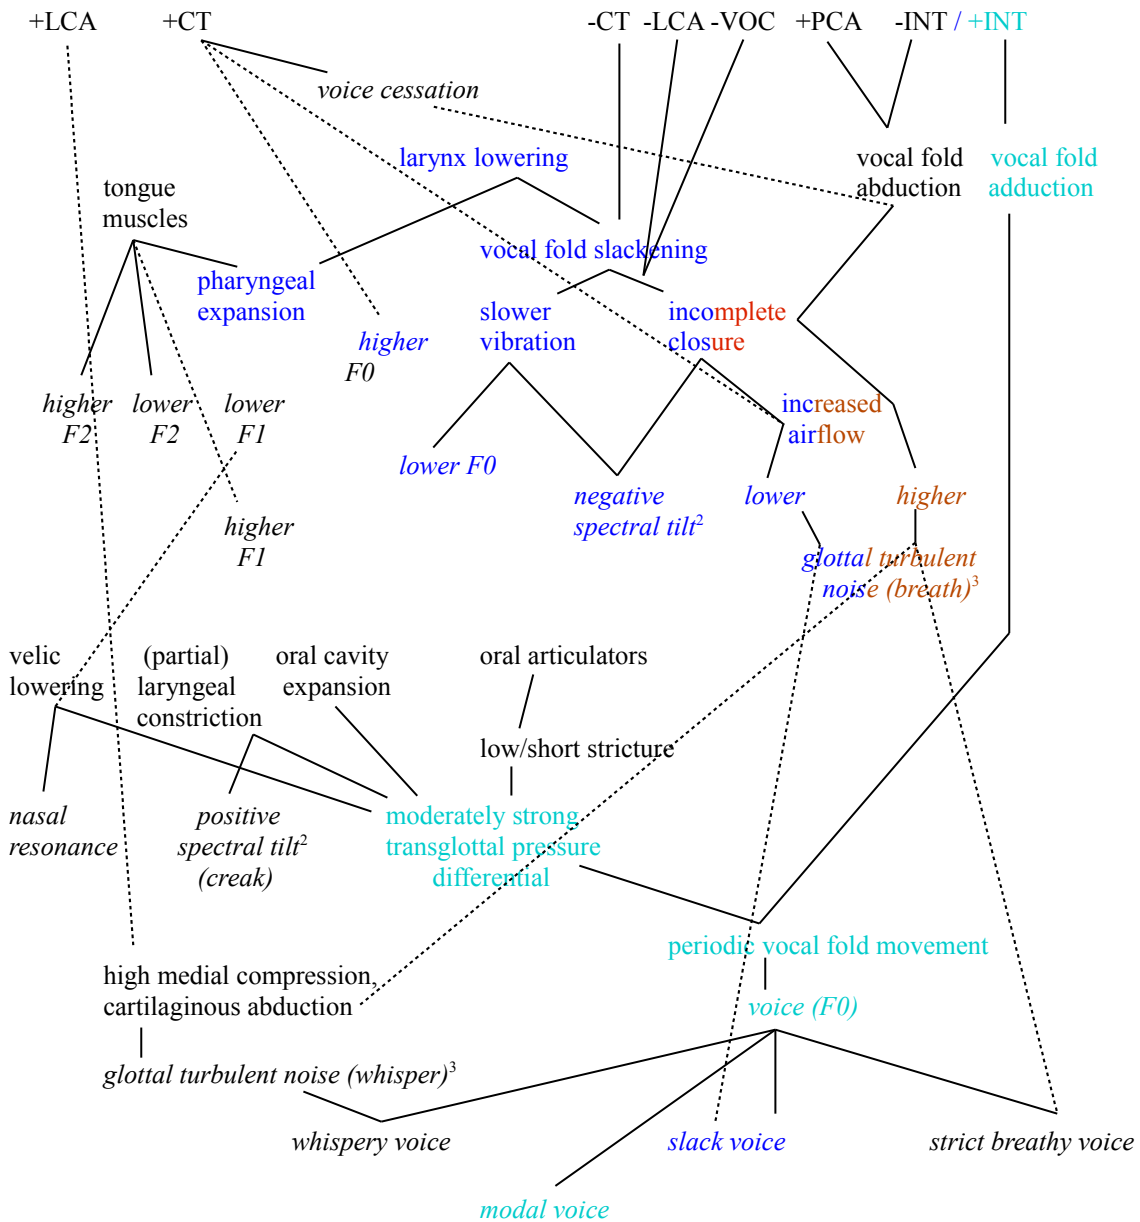 +LCA +CT -CT -LCA -VOC +PCA -INT / +INT
voice cessation
larynx lowering
vocal fold
abduction
vocal fold
adduction
tongue
muscles
vocal fold slackening
pharyngeal
expansion
slower
vibration
incomplete
closure
higher
F0
higher
F2
lower
F2
lower
F1
increased
airflow
lower F0
negative
spectral tilt²
lower
higher
higher
F1
glottal turbulent
noise (breath)³
velic
lowering
(partial)
laryngeal
constriction
oral cavity
expansion
oral articulators
low/short stricture
nasal
resonance
positive
spectral tilt²
(creak)
moderately strong
transglottal pressure
differential
periodic vocal fold movement
high medial compression,
cartilaginous abduction
voice (F0)
glottal turbulent noise (whisper)³
whispery voice
slack voice
strict breathy voice
modal voice